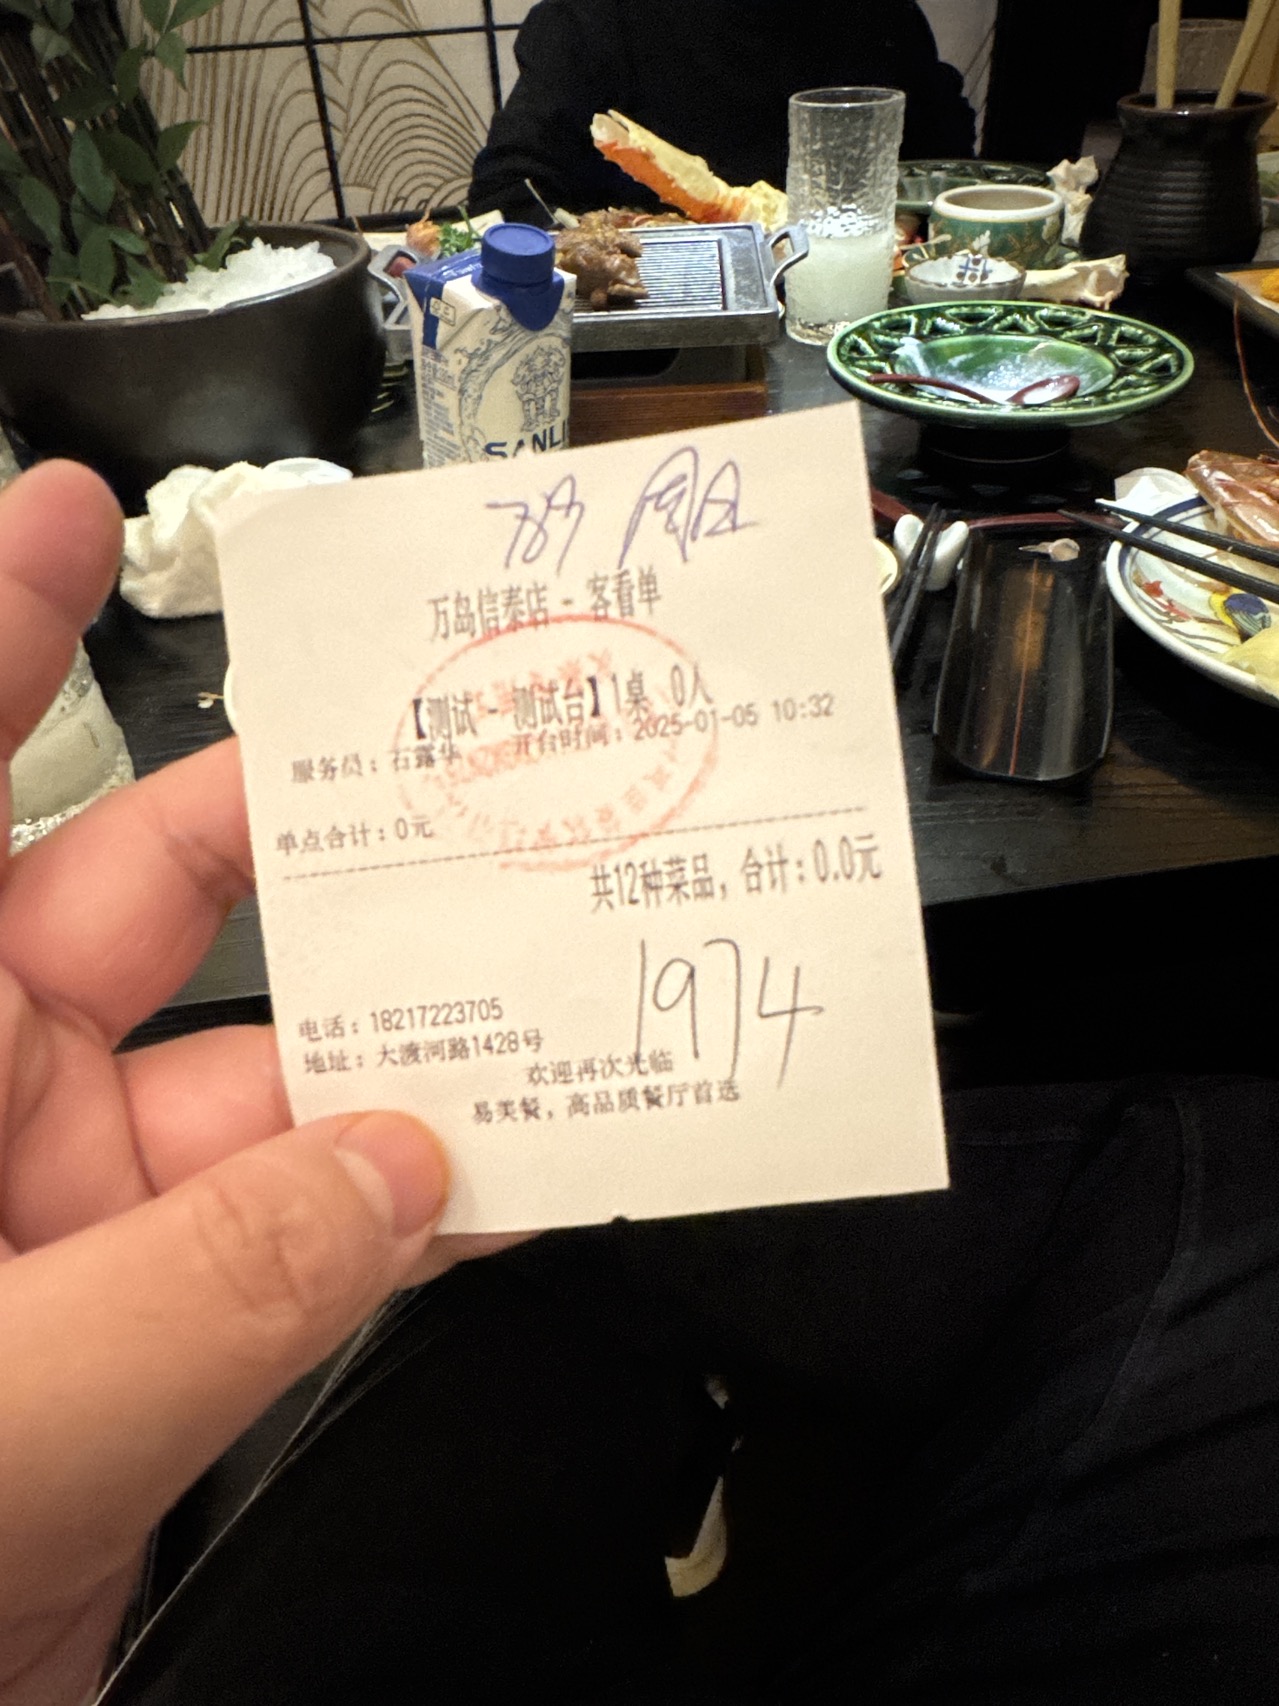 SANLI
万岛信泰店 - 客看单
【测试 - 测试台】1桌 0人
服务员：石露华 开台时间：2025-01-05 10:32
单点合计：0元
共12种菜品，合计：0.0元
1974
电话：18217223705
地址：大渡河路1428号
欢迎再次光临
易美餐，高品质餐厅首选